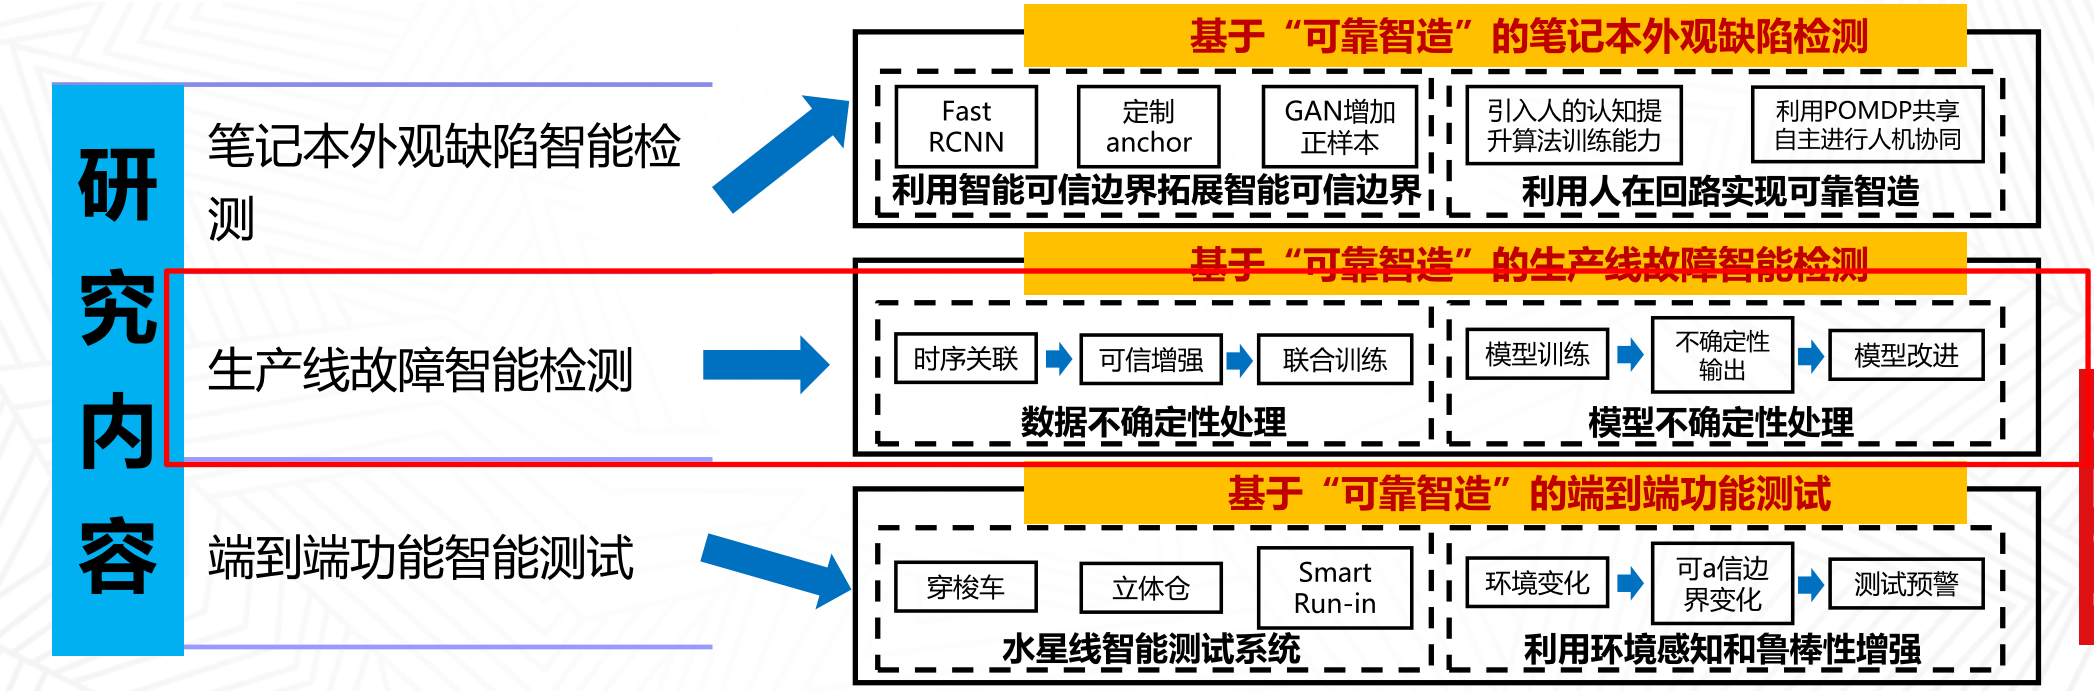 研
究
内
容
笔记本外观缺陷智能检
测
生产线故障智能检测
端到端功能智能测试
基于“可靠智造”的笔记本外观缺陷检测
Fast
RCNN
定制
anchor
GAN增加
正样本
利用智能可信边界拓展智能可信边界
引入人的认知提
升算法训练能力
利用POMDP共享
自主进行人机协同
利用人在回路实现可靠智造
基于“可靠智造”的生产线故障智能检测
时序关联
可信增强
联合训练
数据不确定性处理
模型训练
不确定性
输出
模型改进
模型不确定性处理
基于“可靠智造”的端到端功能测试
穿梭车
立体仓
Smart
Run-in
水星线智能测试系统
环境变化
可a信边
界变化
测试预警
利用环境感知和鲁棒性增强